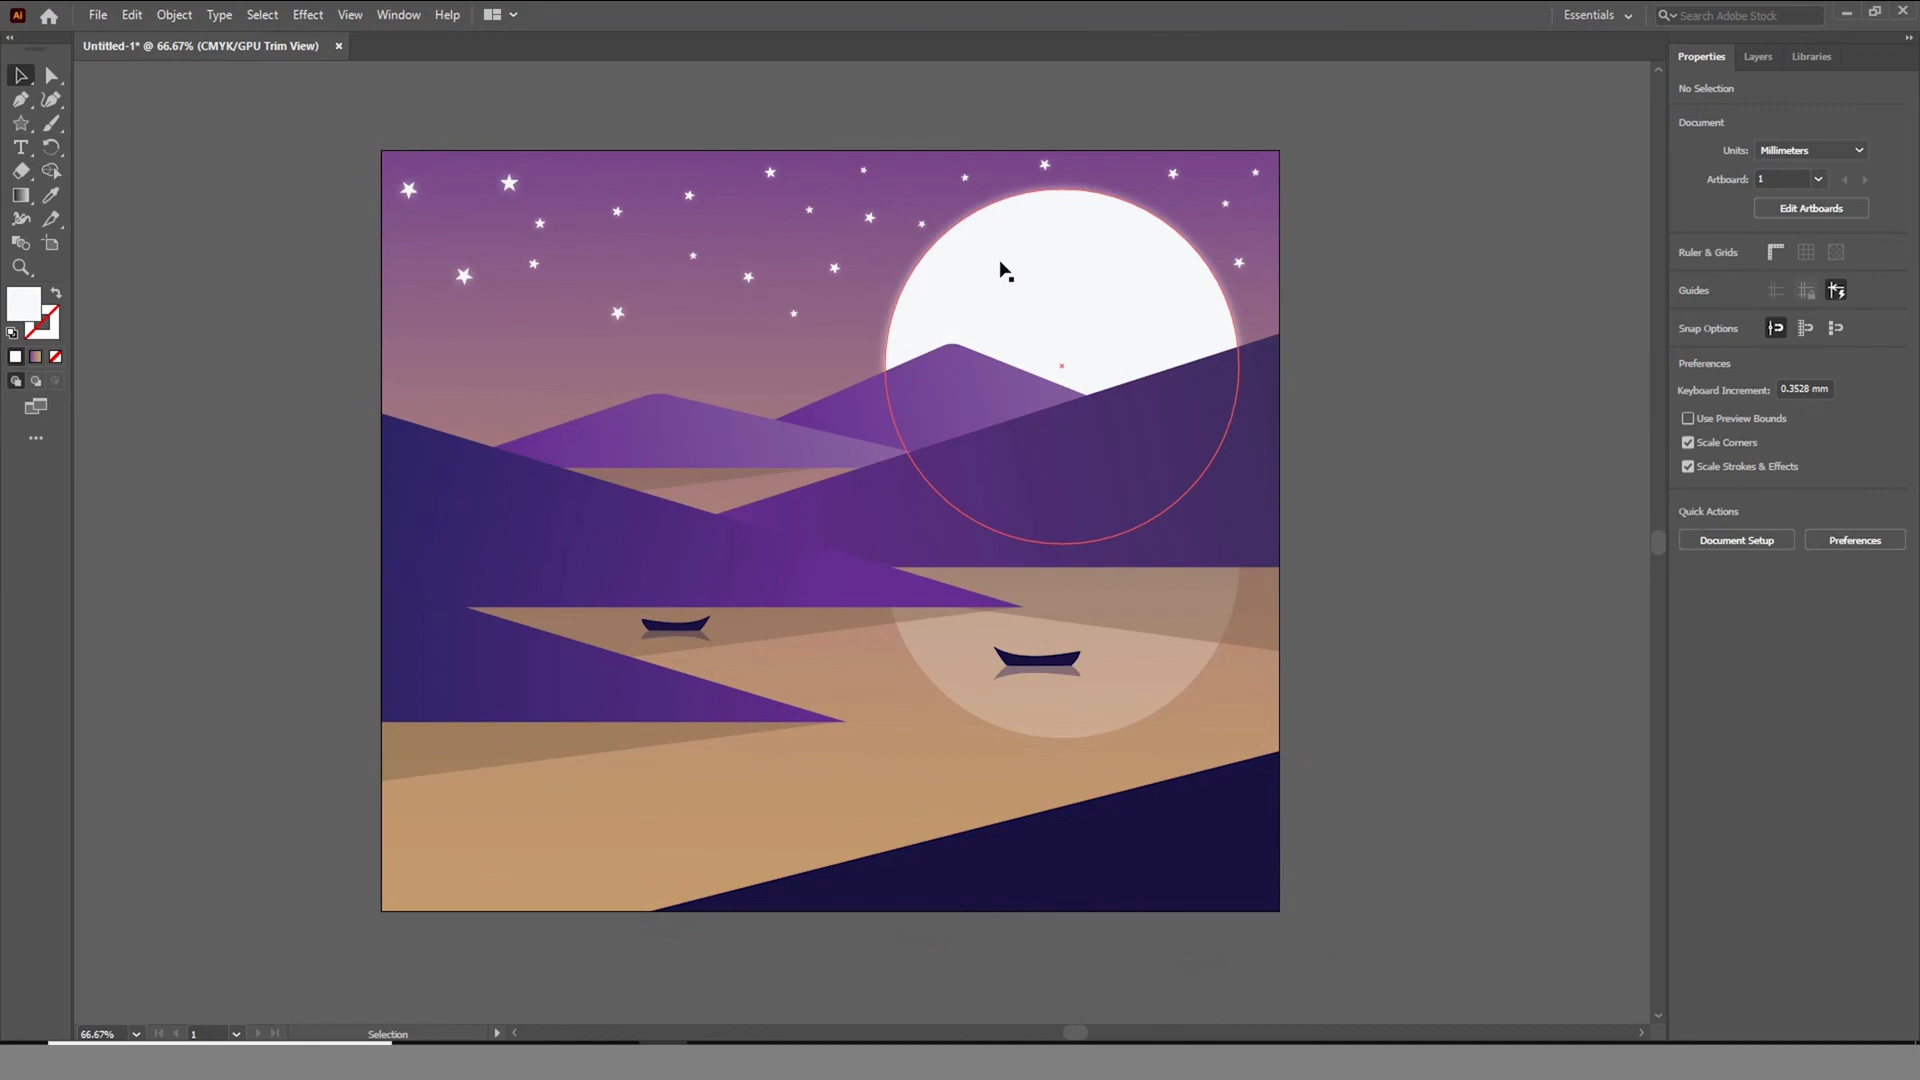 Ai File Edit Object Type Select Effect View Window Help Essentials Search Adobe Stock
Untitled-1* @ 66.67% (CMYK/GPU Trim View) ×
Properties Layers Libraries
No Selection
Document
Units: Millimeters
Artboard: 1
Edit Artboards
Ruler & Grids
Guides
Snap Options
Preferences
Keyboard Increment: 0.3528 mm
Use Preview Bounds
Scale Corners
Scale Strokes & Effects
Quick Actions
Document Setup Preferences
66.67% 1 Selection